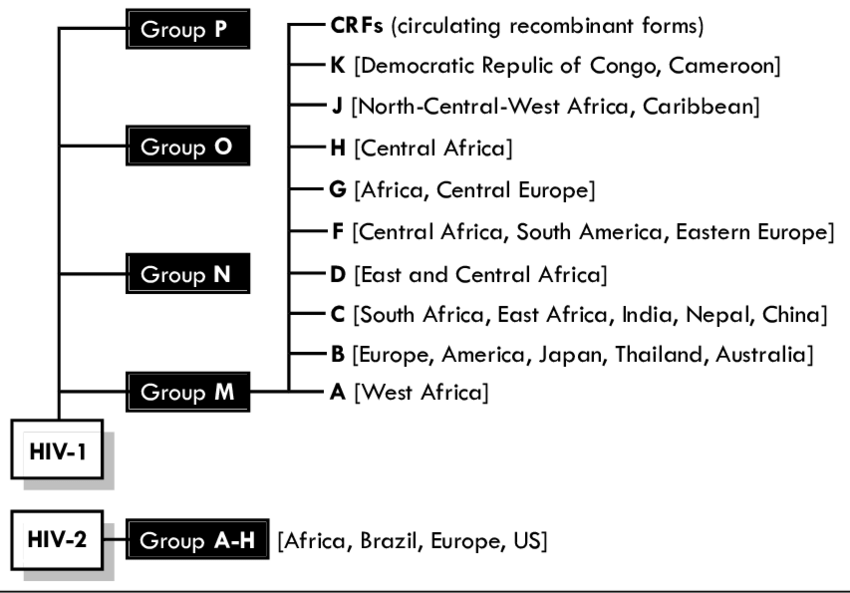 Group P
CRFs (circulating recombinant forms)
K [Democratic Repulic of Congo, Cameroon]
J [North-Central-West Africa, Caribbean]
Group O
H [Central Africa]
G [Africa, Central Europe]
F [Central Africa, South America, Eastern Europe]
Group N
D [East and Central Africa]
C [South Africa, East Africa, India, Nepal, China]
B [Europe, America, Japan, Thailand, Australia]
Group M
A [West Africa]
HIV-1
HIV-2
Group A-H
[Africa, Brazil, Europe, US]